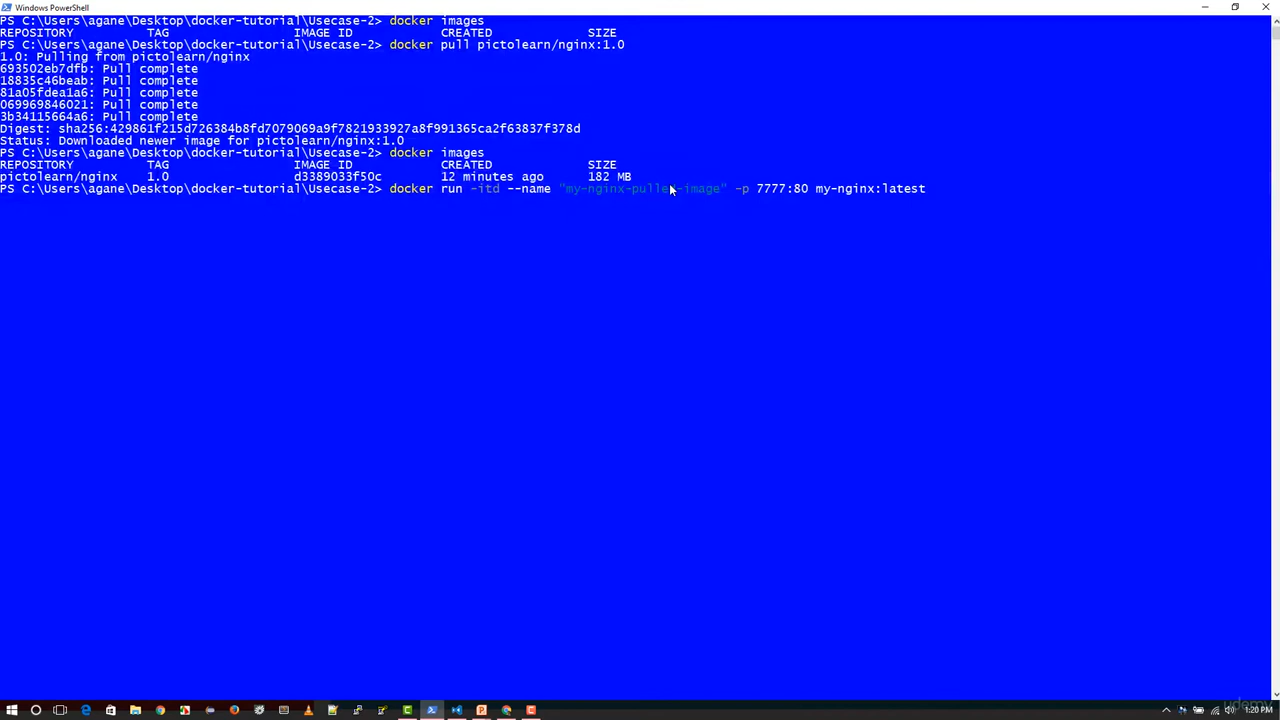 Windows PowerShell
PS C:\Users\agane\Desktop\docker-tutorial\Usecase-2> docker images
REPOSITORY TAG IMAGE ID CREATED SIZE
PS C:\Users\agane\Desktop\docker-tutorial\Usecase-2> docker pull pictolearn/nginx:1.0
1.0: Pulling from pictolearn/nginx
693502eb7dfb: Pull complete
18835c46beab: Pull complete
81a05fdea1a6: Pull complete
069969846021: Pull complete
3b34115664a6: Pull complete
Digest: sha256:429861f215d726384b8fd7079069a9f7821933927a8f991365ca2f63837f378d
Status: Downloaded newer image for pictolearn/nginx:1.0
PS C:\Users\agane\Desktop\docker-tutorial\Usecase-2> docker images
REPOSITORY TAG IMAGE ID CREATED SIZE
pictolearn/nginx 1.0 d3389033f50c 12 minutes ago 182 MB
PS C:\Users\agane\Desktop\docker-tutorial\Usecase-2> docker run -itd --name "my-nginx-pulled-image" -p 7777:80 my-nginx:latest
udemy
1:20 PM